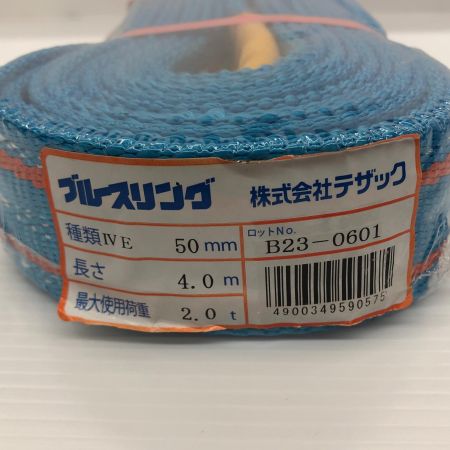 ブルースリング 株式会社テザック
種類ⅣE 50mm ロットNo. B23-0601
長さ 4.0m
最大使用荷重 2.0t
4900349590575